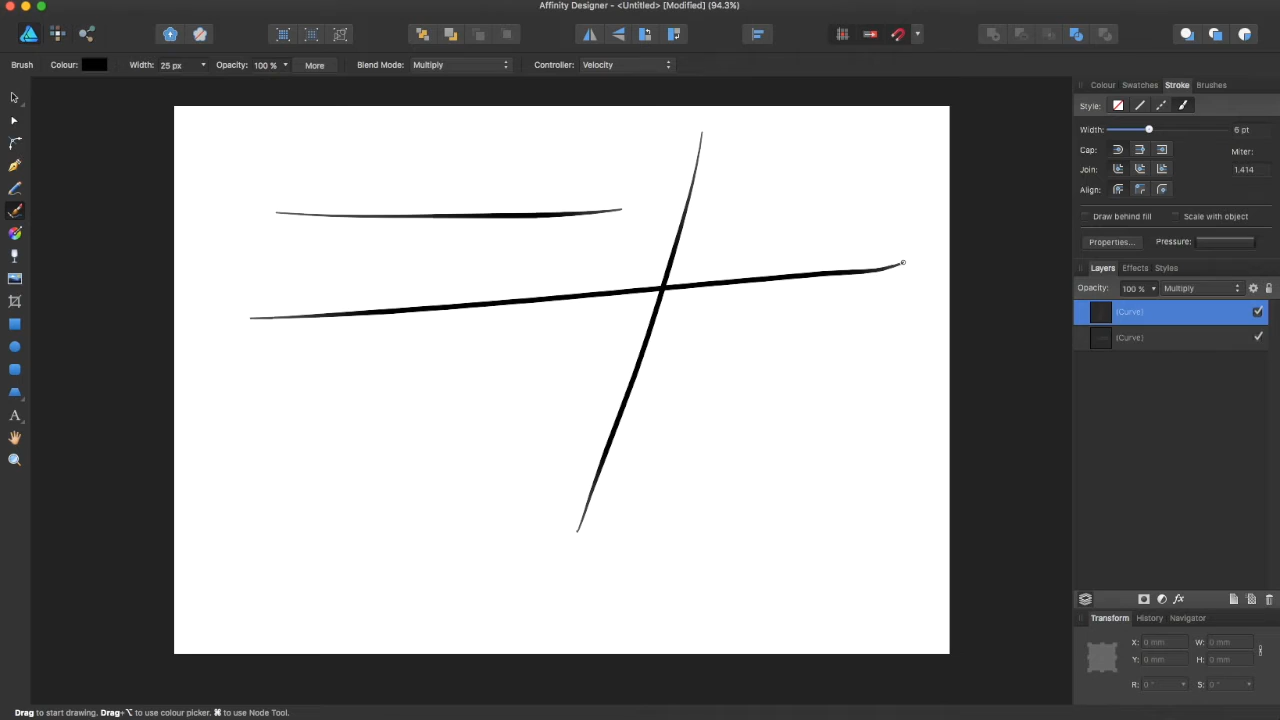 Affinity Designer - <Untitled> [Modified] (94.3%)
Brush Colour: Width: 25 px Opacity: 100 % More Blend Mode: Multiply Controller: Velocity
Colour Swatches Stroke Brushes
Style:
Width: 6 pt
Cap: Miter:
Join: 1.414
Align:
Draw behind fill Scale with object
Properties... Pressure:
Layers Effects Styles
Opacity: 100 % Multiply
(Curve)
(Curve)
fx
Transform History Navigator
X: 0 mm W: 0 mm
Y: 0 mm H: 0 mm
R: 0 ° S: 0 °
A
Drag to start drawing. Drag+⌥ to use colour picker. ⌘ to use Node Tool.